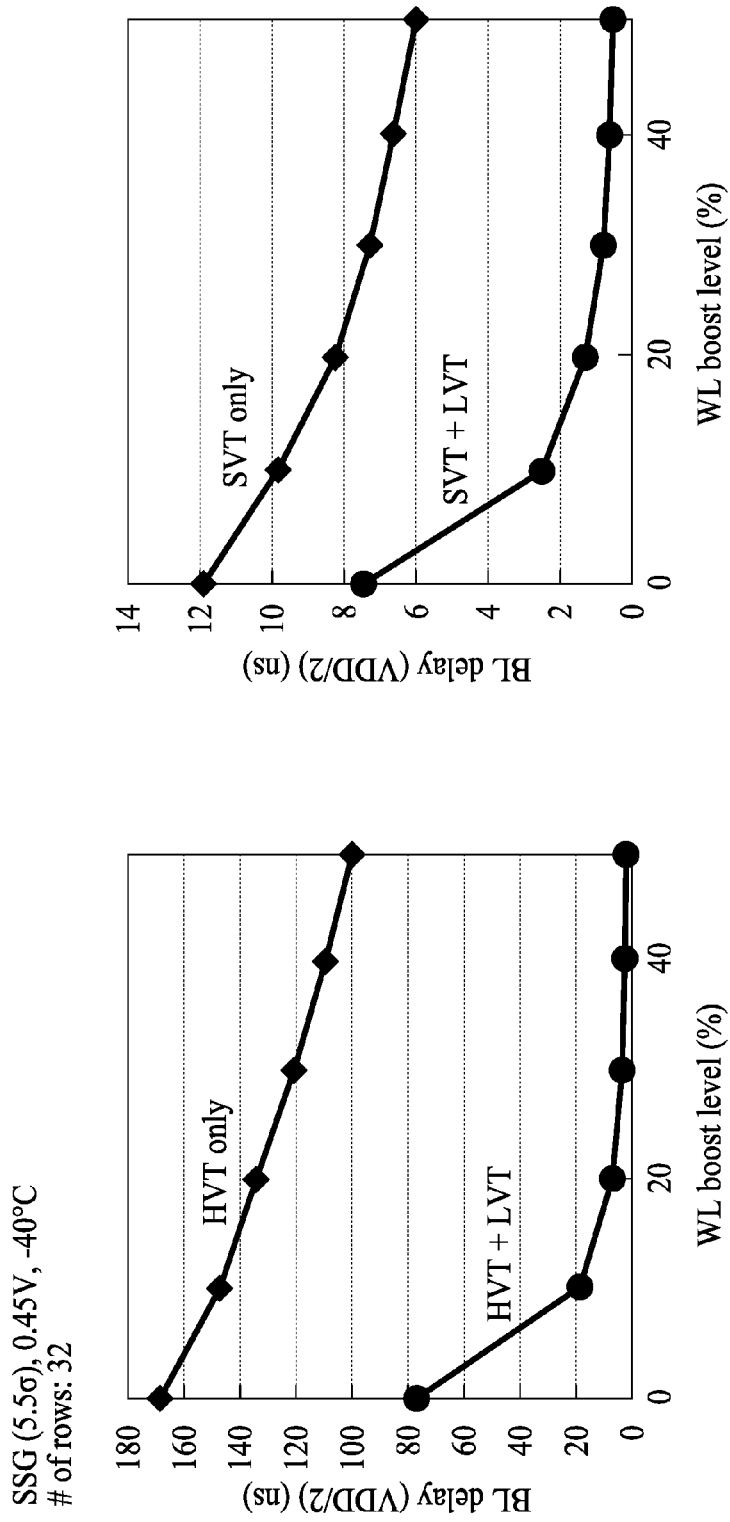 SSG (5.5σ), 0.45V, -40°C
# of rows: 32
BL delay (VDD/2) (ns)
180
160
140
120
100
80
60
40
20
0
HVT only
HVT + LVT
0
20
40
WL boost level (%)
BL delay (VDD/2) (ns)
14
12
10
8
6
4
2
0
SVT only
SVT + LVT
0
20
40
WL boost level (%)